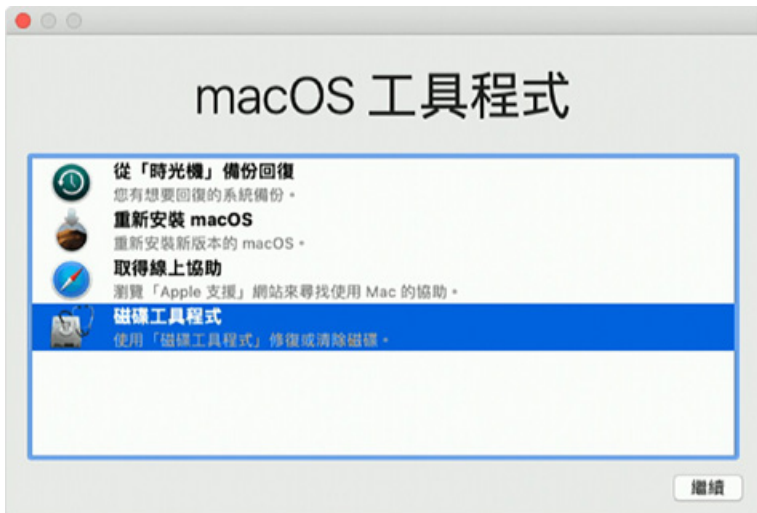 macOS 工具程式
從「時光機」備份回復
您有想要回復的系統備份。
重新安裝 macOS
重新安裝新版本的 macOS。
取得線上協助
瀏覽「Apple 支援」網站來尋找使用 Mac 的協助。
磁碟工具程式
使用「磁碟工具程式」修復或清除磁碟。
繼續